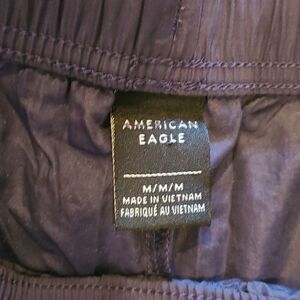 AMERICAN
EAGLE
M/M/M
MADE IN VIETNAM
FABRIQUÉ AU VIETNAM